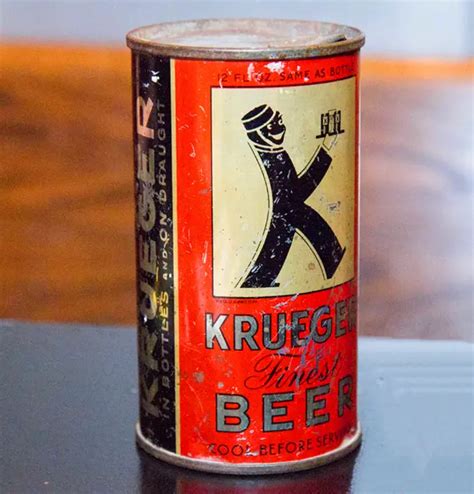 12 FL. OZ. SAME AS BOTTLE
KRUEGER
Finest
BEER
COOL BEFORE SERVING
KRUEGER
IN BOTTLES AND ON DRAUGHT